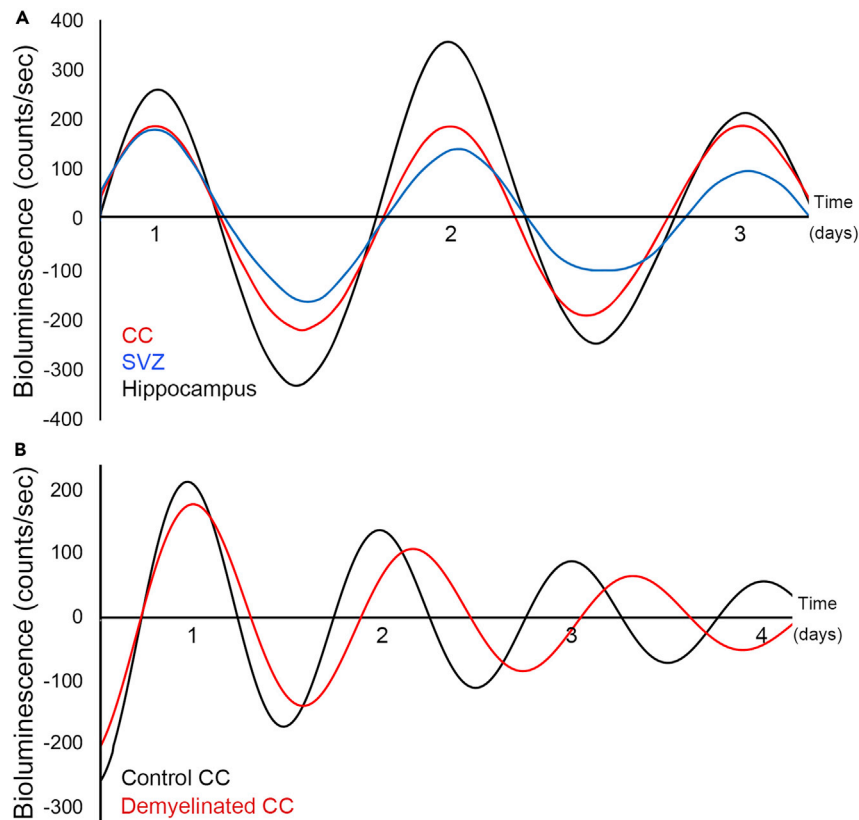 A
Bioluminescence (counts/sec)
400
300
200
100
0
-100
-200
-300
-400
1
2
3
Time
(days)
CC
SVZ
Hippocampus
B
Bioluminescence (counts/sec)
200
100
0
-100
-200
-300
1
2
3
4
Time
(days)
Control CC
Demyelinated CC